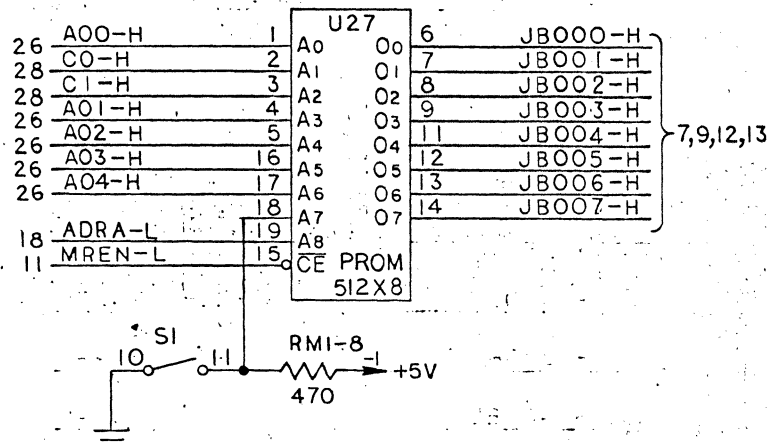 U27
26 A00-H 1 A0 O0 6 JB000-H
28 C0-H 2 A1 O1 7 JB001-H
28 C1-H 3 A2 O2 8 JB002-H
26 A01-H 4 A3 O3 9 JB003-H
26 A02-H 5 A4 O4 11 JB004-H
26 A03-H 16 A5 O5 12 JB005-H
26 A04-H 17 A6 O6 13 JB006-H
18 A7 O7 14 JB007-H
7,9,12,13
18 ADRA-L 19 A8
11 MREN-L 15 CE PROM
512X8
S1
10 11
RM1-8
-1 +5V
470